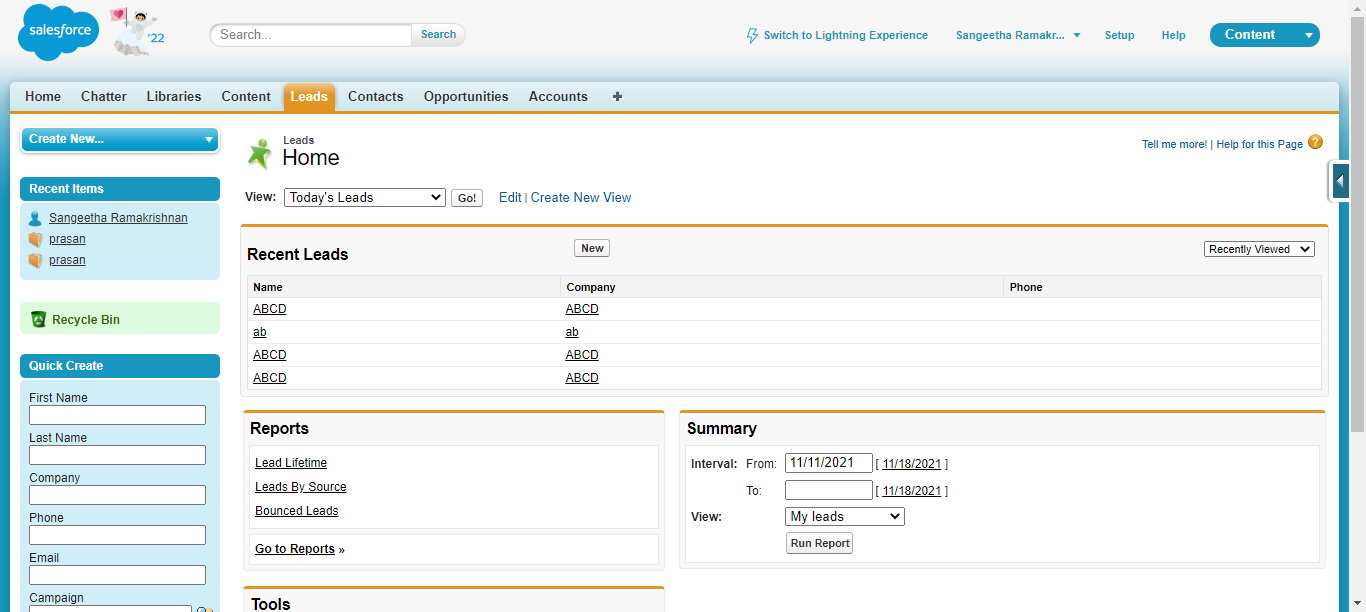 salesforce
'22
Search...
Search
Switch to Lightning Experience
Sangeetha Ramakr...
Setup
Help
Content
Home Chatter Libraries Content Leads Contacts Opportunities Accounts +
Create New...
Recent Items
Sangeetha Ramakrishnan
prasan
prasan
Recycle Bin
Quick Create
First Name
Last Name
Company
Phone
Email
Campaign
Leads
Home
Tell me more! | Help for this Page ?
View: Today's Leads Go! Edit | Create New View
Recent Leads New Recently Viewed
Name Company Phone
ABCD ABCD
ab ab
ABCD ABCD
ABCD ABCD
Reports
Lead Lifetime
Leads By Source
Bounced Leads
Go to Reports »
Summary
Interval: From: 11/11/2021 [ 11/18/2021 ]
To: [ 11/18/2021 ]
View: My leads
Run Report
Tools